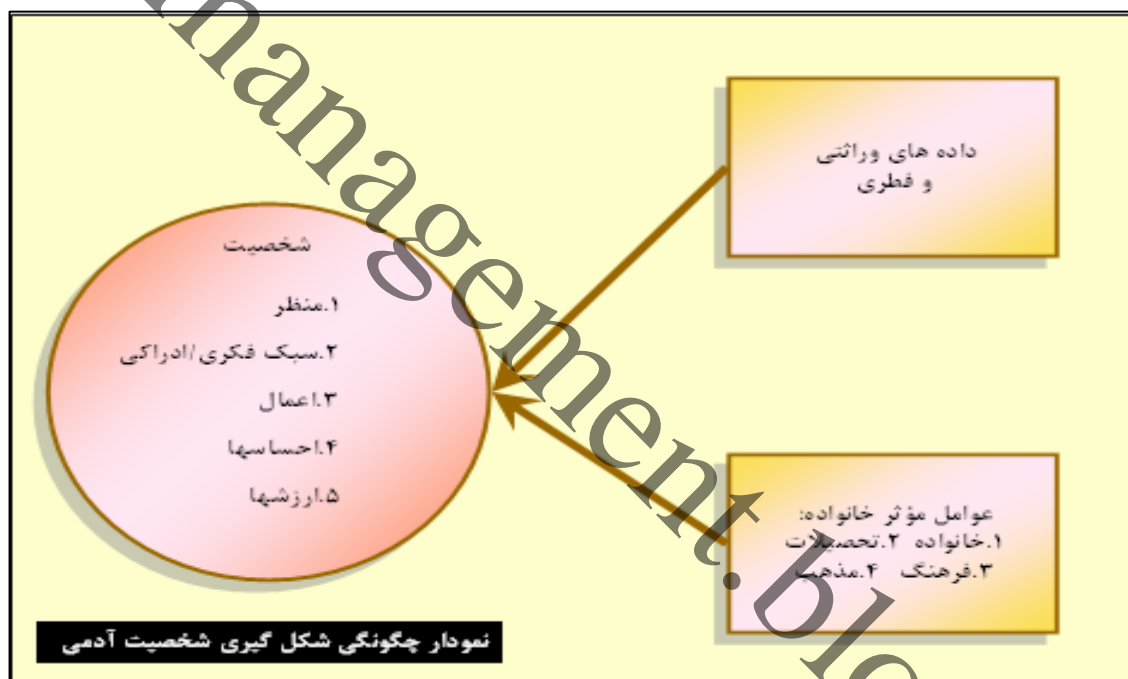 داده های وراثتی
و فطری
شخصیت
۱.منظر
۲.سبک فکری/ادراکی
۳.اعمال
۴.احساسها
۵.ارزشها
عوامل مؤثر خانواده:
۱.خانواده ۲.تحصیلات
۳.فرهنگ ۴.مذهب
نمودار چگونگی شکل گیری شخصیت آدمی
management.blo